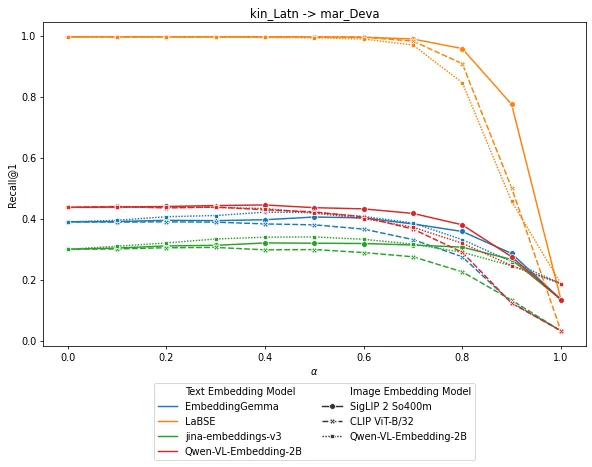 kin_Latn -> mar_Deva
1.0
0.8
0.6
0.4
0.2
0.0
Recall@1
0.0 0.2 0.4 0.6 0.8 1.0
α
Text Embedding Model Image Embedding Model
EmbeddingGemma SigLIP 2 So400m
LaBSE CLIP ViT-B/32
jina-embeddings-v3 Qwen-VL-Embedding-2B
Qwen-VL-Embedding-2B